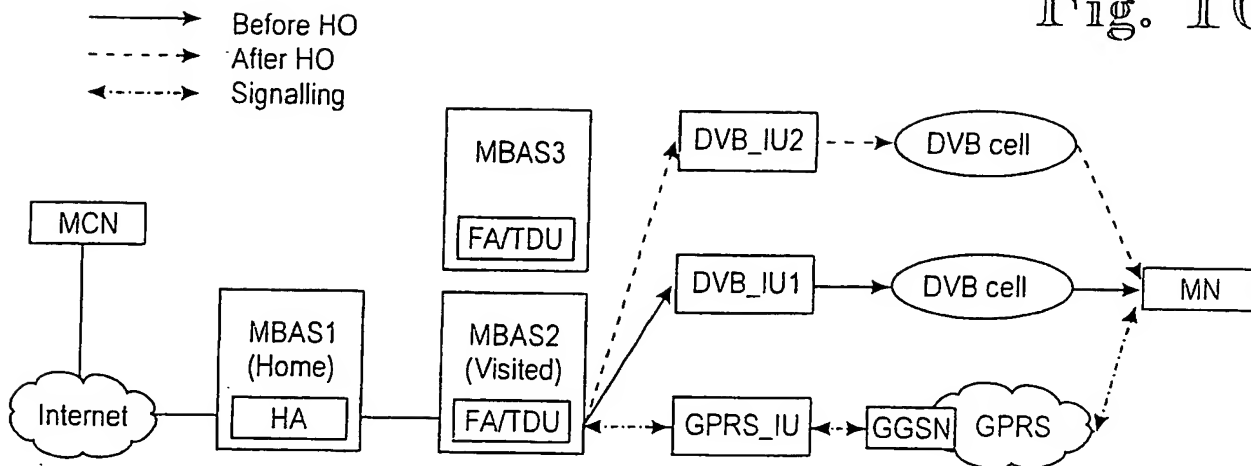 Before HO
After HO
Signalling
Fig.
MBAS3
FA/TDU
DVB_IU2
DVB cell
MCN
DVB_IU1
DVB cell
MN
MBAS1
(Home)
HA
MBAS2
(Visited)
FA/TDU
Internet
GPRS_IU
GGSN
GPRS